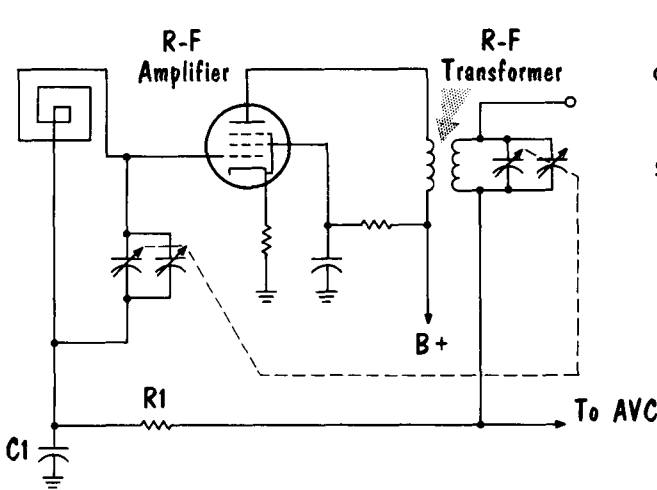 R-F
Amplifier
R-F
Transformer
B+
R1
To AVC
C1